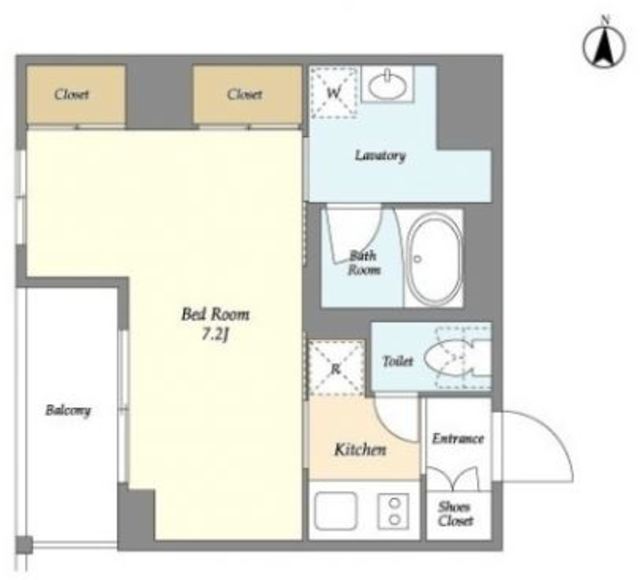 N
Closet
Closet
W
Lavatory
Bath
Room
Bed Room
7.2J
R
Toilet
Balcony
Kitchen
Entrance
Shoes
Closet